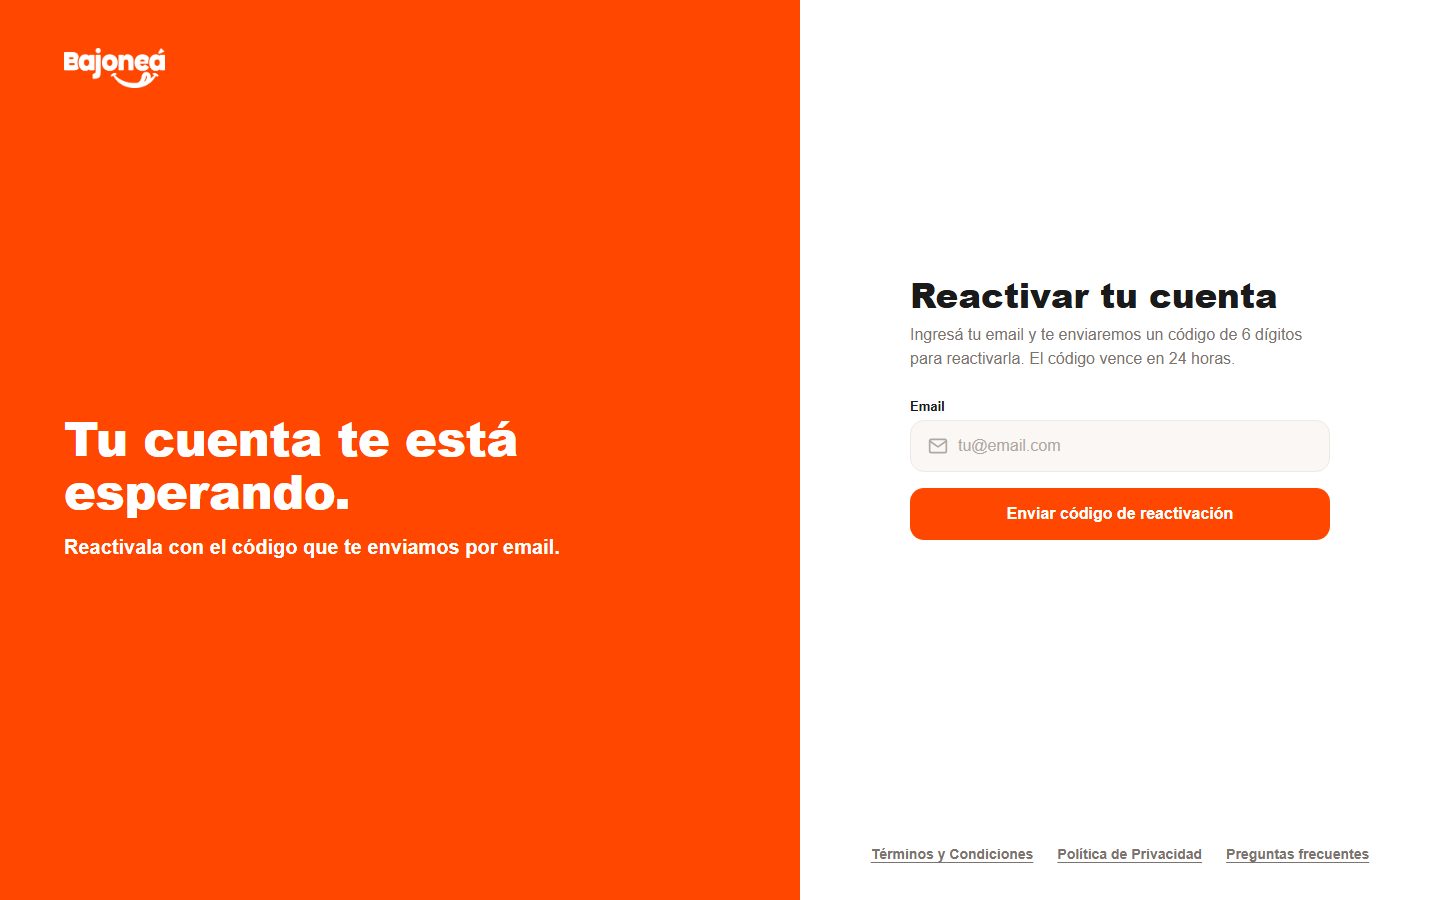 Bajoneá
Tu cuenta te está
esperando.
Reactivala con el código que te enviamos por email.
Reactivar tu cuenta
Ingresá tu email y te enviaremos un código de 6 dígitos
para reactivarla. El código vence en 24 horas.
Email
tu@email.com
Enviar código de reactivación
Términos y Condiciones Política de Privacidad Preguntas frecuentes